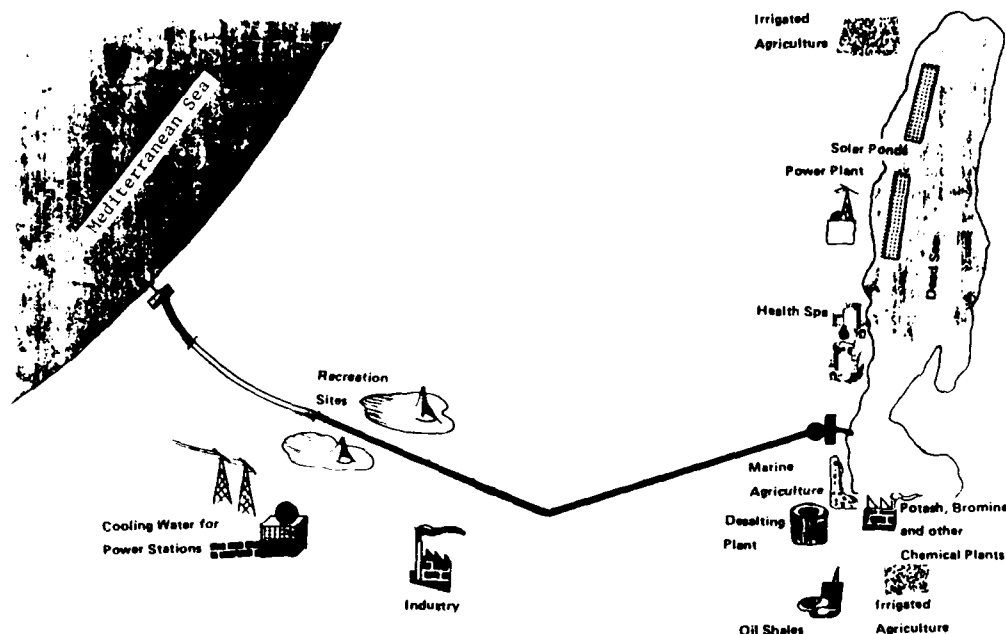 Irrigated
Agriculture
Mediterranean Sea
Solar Ponds
Power Plant
Dead Sea
Health Spa
Recreation
Sites
Marine
Agriculture
Cooling Water for
Power Stations
Desalting
Plant
Potash, Bromine
and other
Chemical Plants
Industry
Oil Shales
Irrigated
Agriculture